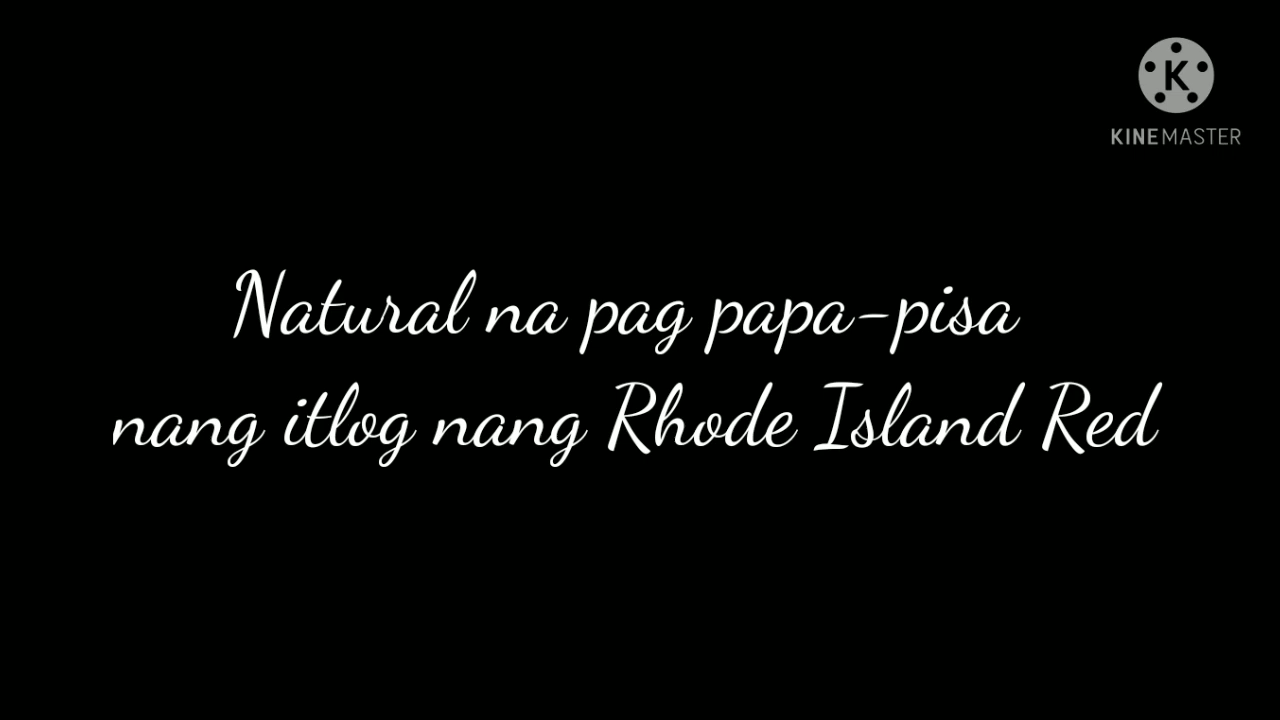 K
KINEMASTER
Natural na pag papa-pisa
nang itlog nang Rhode Island Red